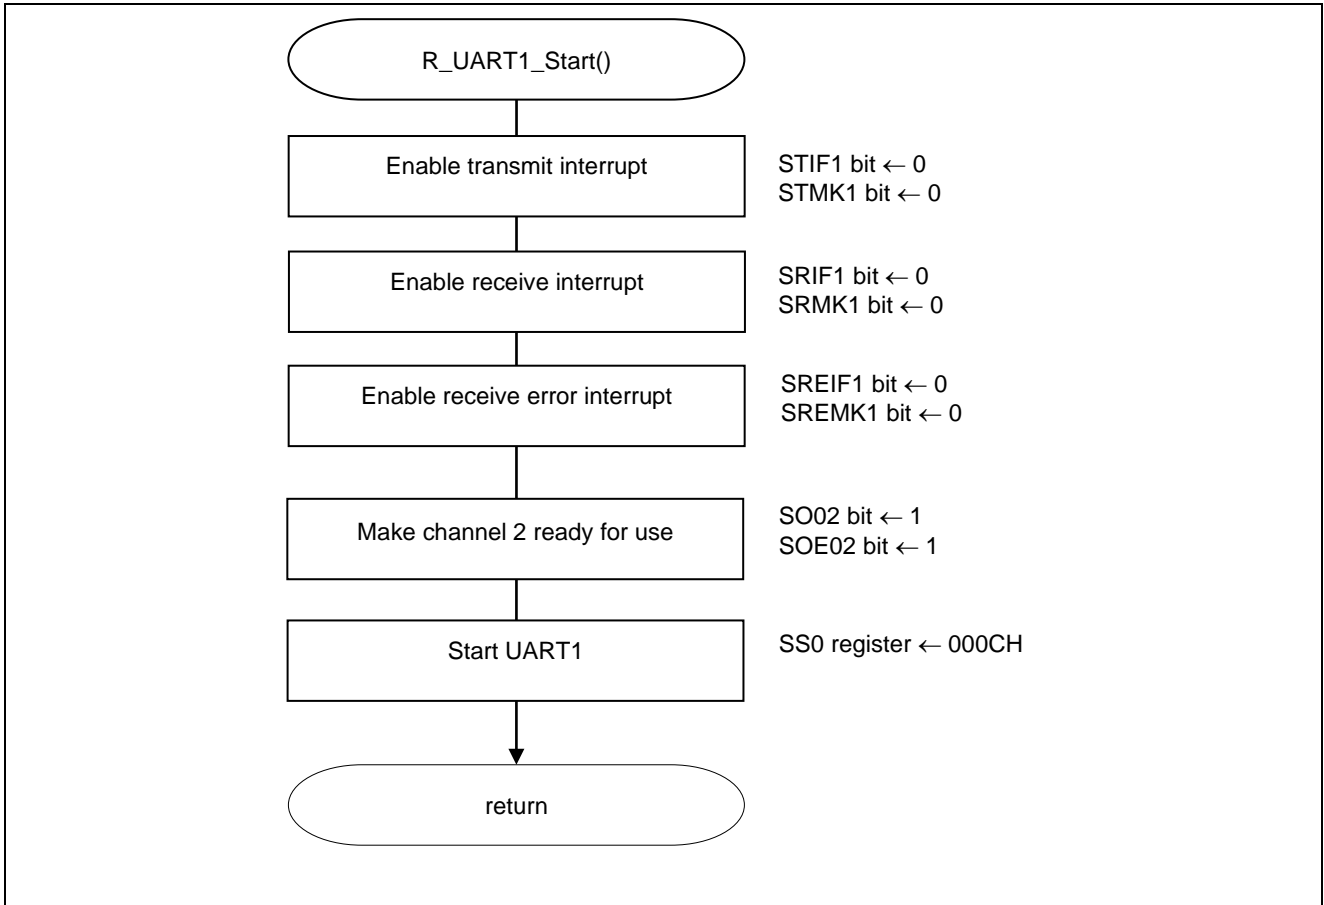 R_UART1_Start()
Enable transmit interrupt
STIF1 bit ← 0
STMK1 bit ← 0
Enable receive interrupt
SRIF1 bit ← 0
SRMK1 bit ← 0
Enable receive error interrupt
SREIF1 bit ← 0
SREMK1 bit ← 0
Make channel 2 ready for use
SO02 bit ← 1
SOE02 bit ← 1
Start UART1
SS0 register ← 000CH
return